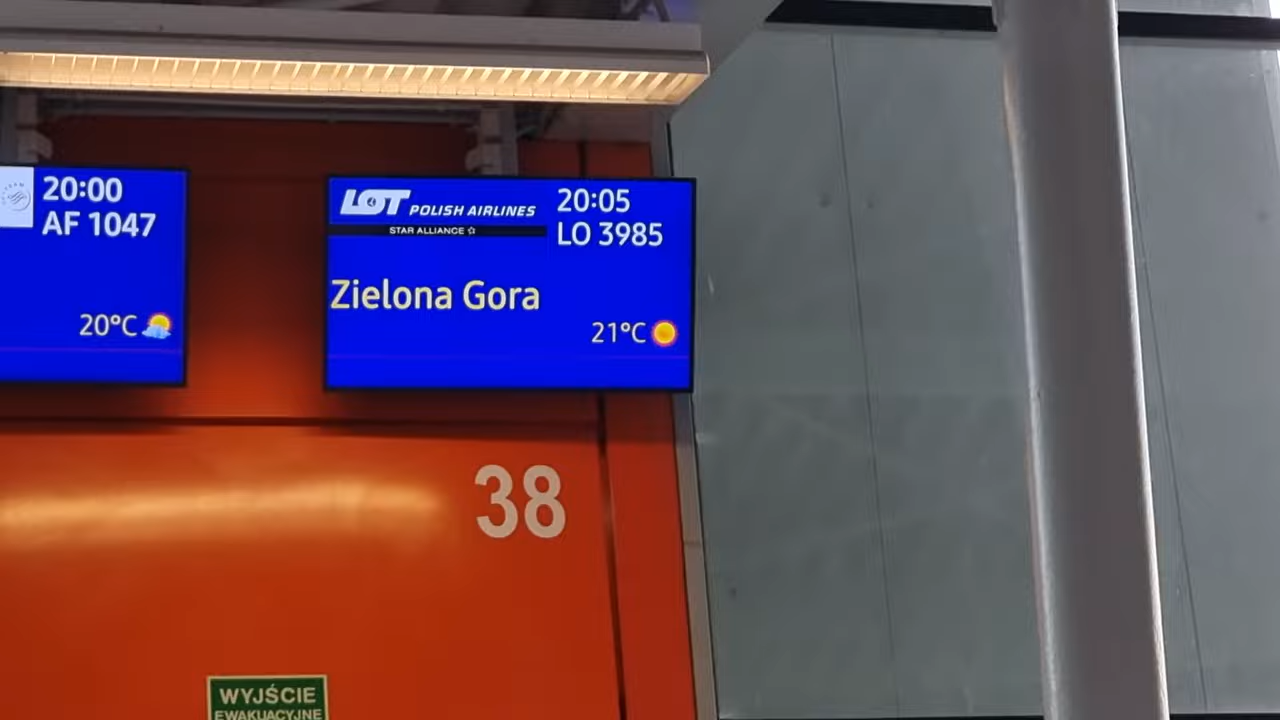 20:00
AF 1047
20°C
LOT POLISH AIRLINES
STAR ALLIANCE
20:05
LO 3985
Zielona Gora
21°C
38
WYJŚCIE
EWAKUACYJNE